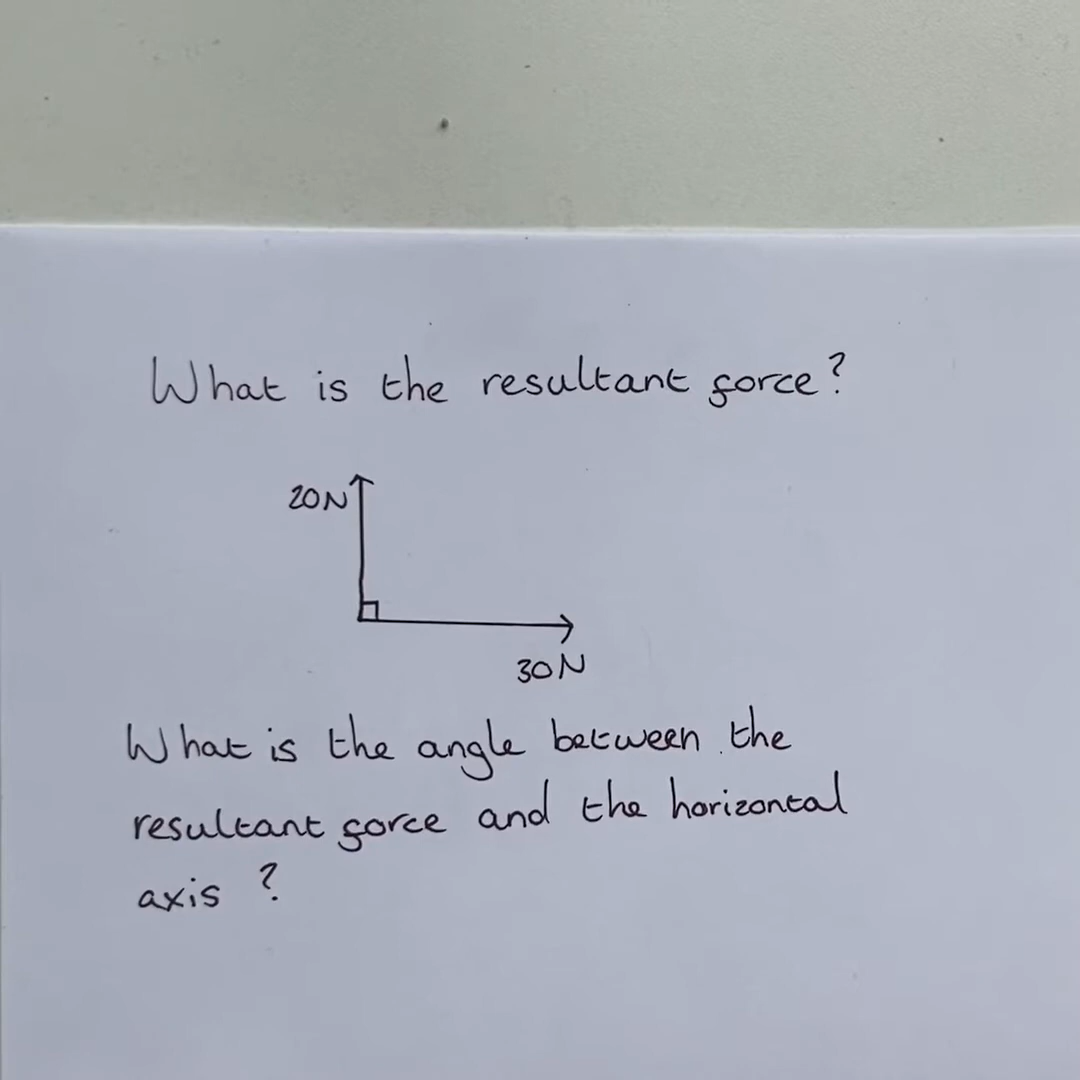 What is the resultant force?
20N
30N
What is the angle between the
resultant force and the horizontal
axis ?